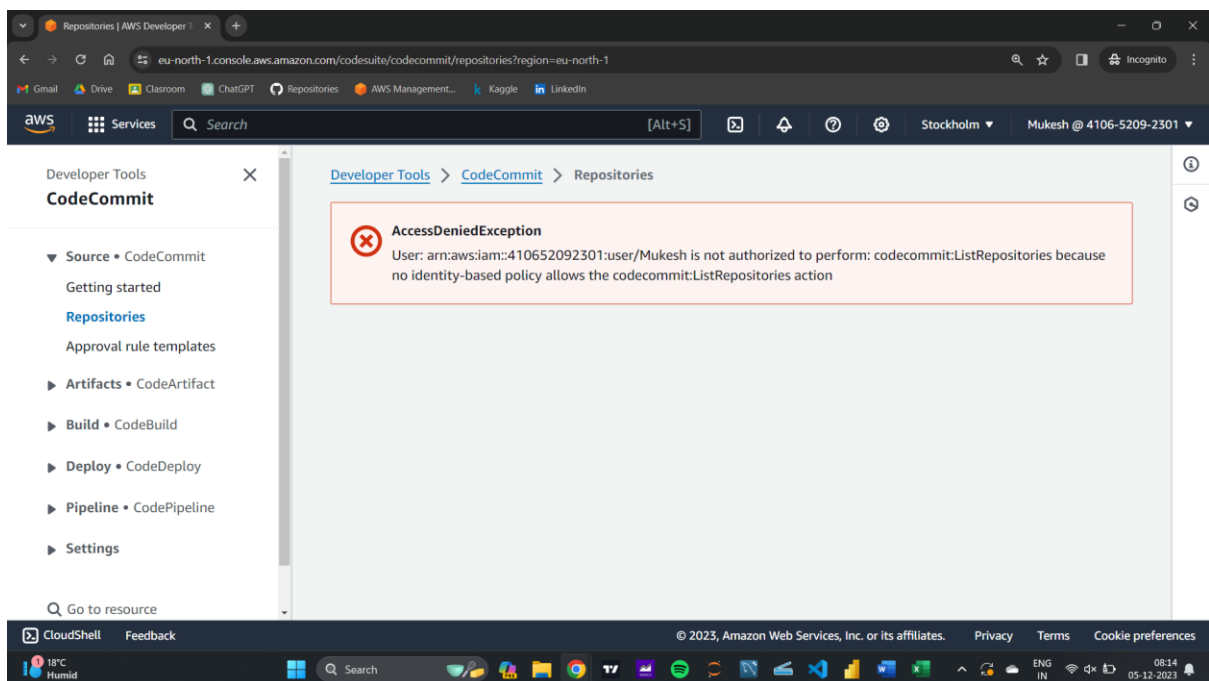 Repositories | AWS Developer T
eu-north-1.console.aws.amazon.com/codesuite/codecommit/repositories?region=eu-north-1
Incognito
Gmail Drive Clasroom ChatGPT Repositories AWS Management... Kaggle LinkedIn
aws Services Search [Alt+S] Stockholm Mukesh @ 4106-5209-2301
Developer Tools
CodeCommit
Source • CodeCommit
Getting started
Repositories
Approval rule templates
Artifacts • CodeArtifact
Build • CodeBuild
Deploy • CodeDeploy
Pipeline • CodePipeline
Settings
Go to resource
Developer Tools > CodeCommit > Repositories
AccessDeniedException
User: arn:aws:iam::410652092301:user/Mukesh is not authorized to perform: codecommit:ListRepositories because
no identity-based policy allows the codecommit:ListRepositories action
CloudShell Feedback © 2023, Amazon Web Services, Inc. or its affiliates. Privacy Terms Cookie preferences
1
18°C
Humid
Search
ENG
IN
08:14
05-12-2023